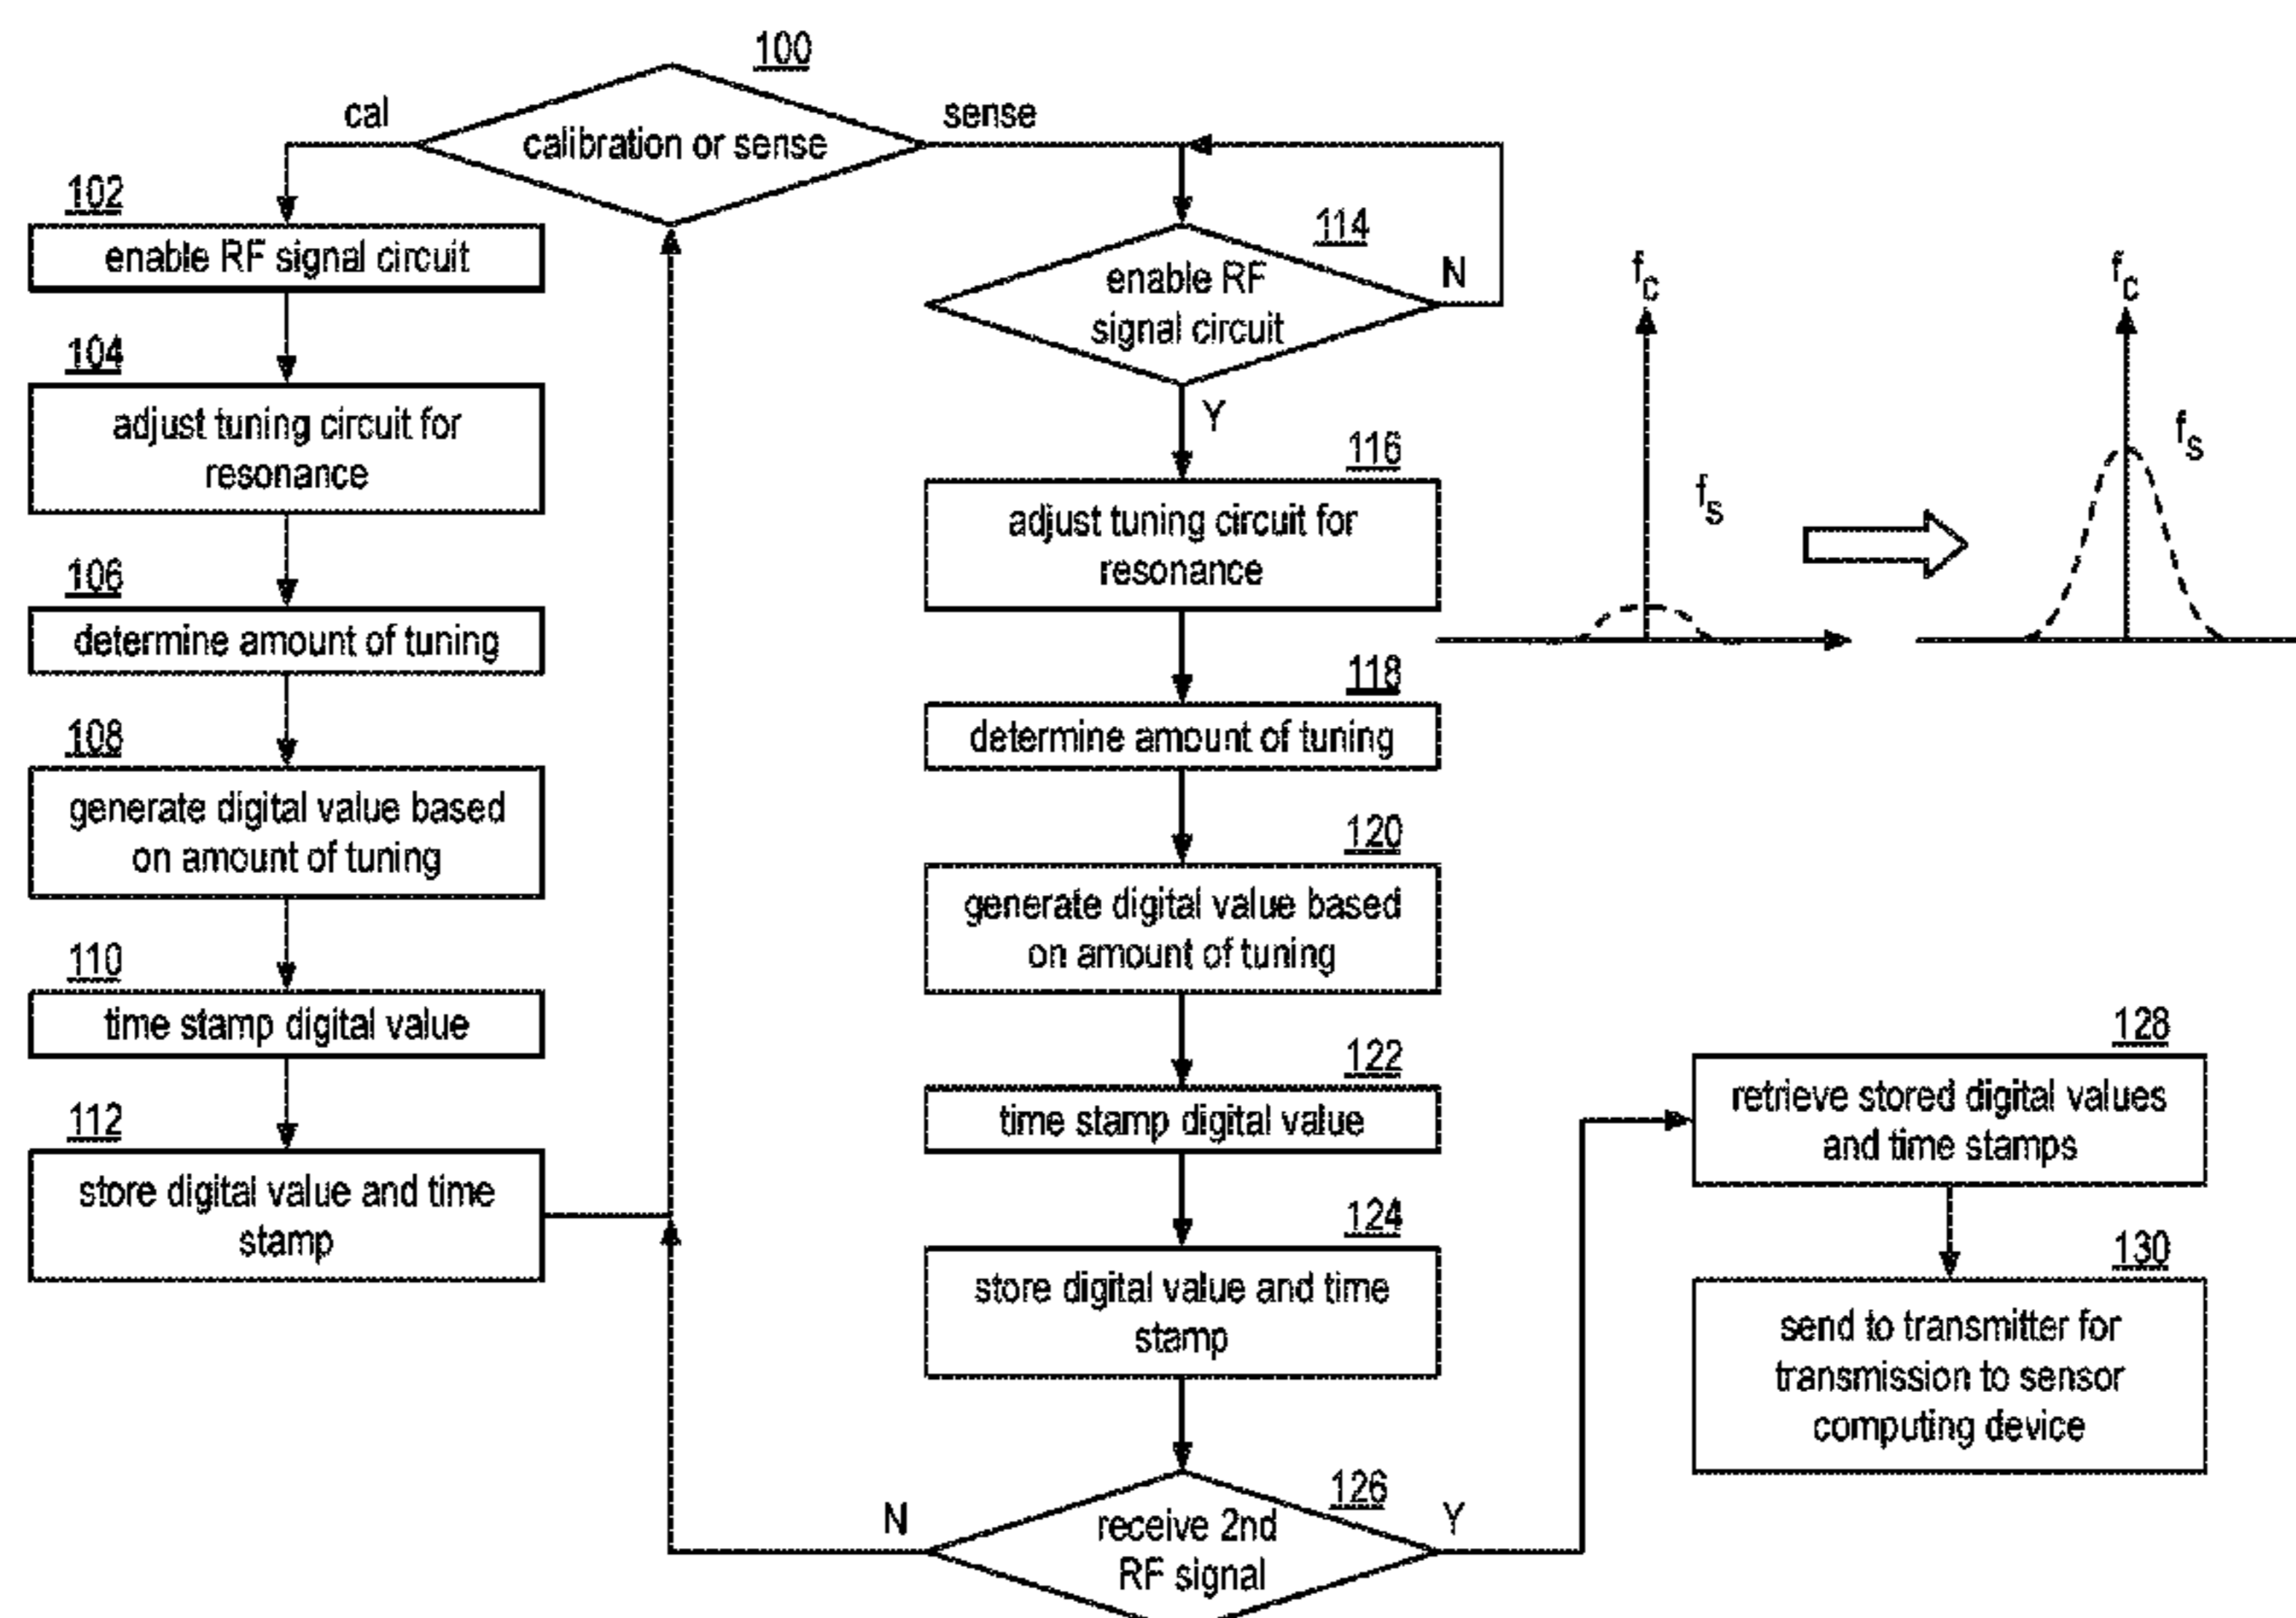 100
cal
calibration or sense
sense
102
enable RF signal circuit
104
adjust tuning circuit for
resonance
106
determine amount of tuning
108
generate digital value based
on amount of tuning
110
time stamp digital value
112
store digital value and time
stamp
114
enable RF
signal circuit
N
Y
116
adjust tuning circuit for
resonance
118
determine amount of tuning
120
generate digital value based
on amount of tuning
122
time stamp digital value
124
store digital value and time
stamp
126
receive 2nd
RF signal
N
Y
fc
fs
fc
fs
128
retrieve stored digital values
and time stamps
130
send to transmitter for
transmission to sensor
computing device